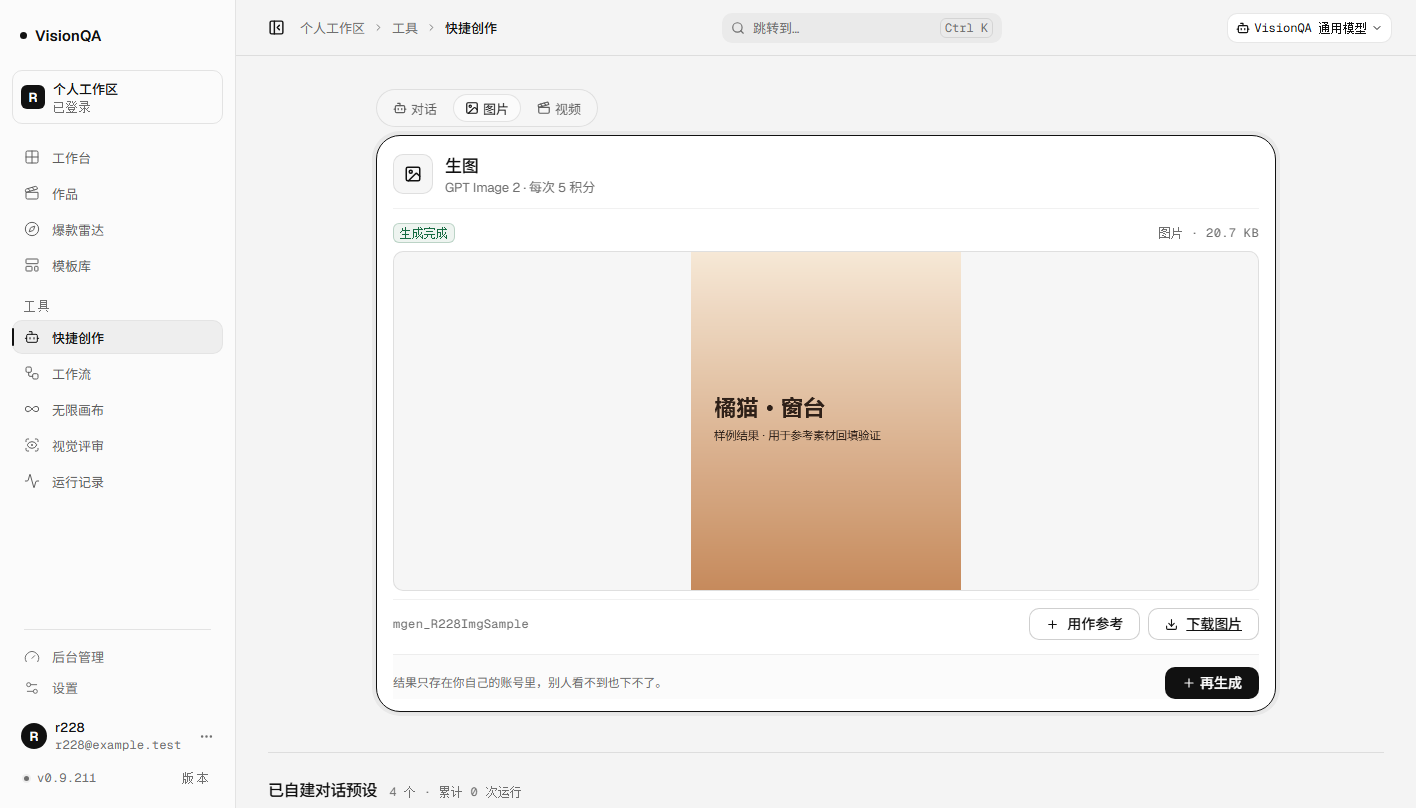 VisionQA
R
个人工作区
已登录
工作台
作品
爆款雷达
模板库
工具
快捷创作
工作流
无限画布
视觉评审
运行记录
后台管理
设置
R
r228
r228@example.test
v0.9.211
版本
个人工作区
工具
快捷创作
跳转到…
Ctrl K
VisionQA 通用模型
对话
图片
视频
生图
GPT Image 2 · 每次 5 积分
生成完成
图片 · 20.7 KB
橘猫·窗台
样例结果 · 用于参考素材回填验证
mgen_R228ImgSample
用作参考
下载图片
结果只存在你自己的账号里，别人看不到也下不了。
再生成
已自建对话预设 4 个 · 累计 0 次运行